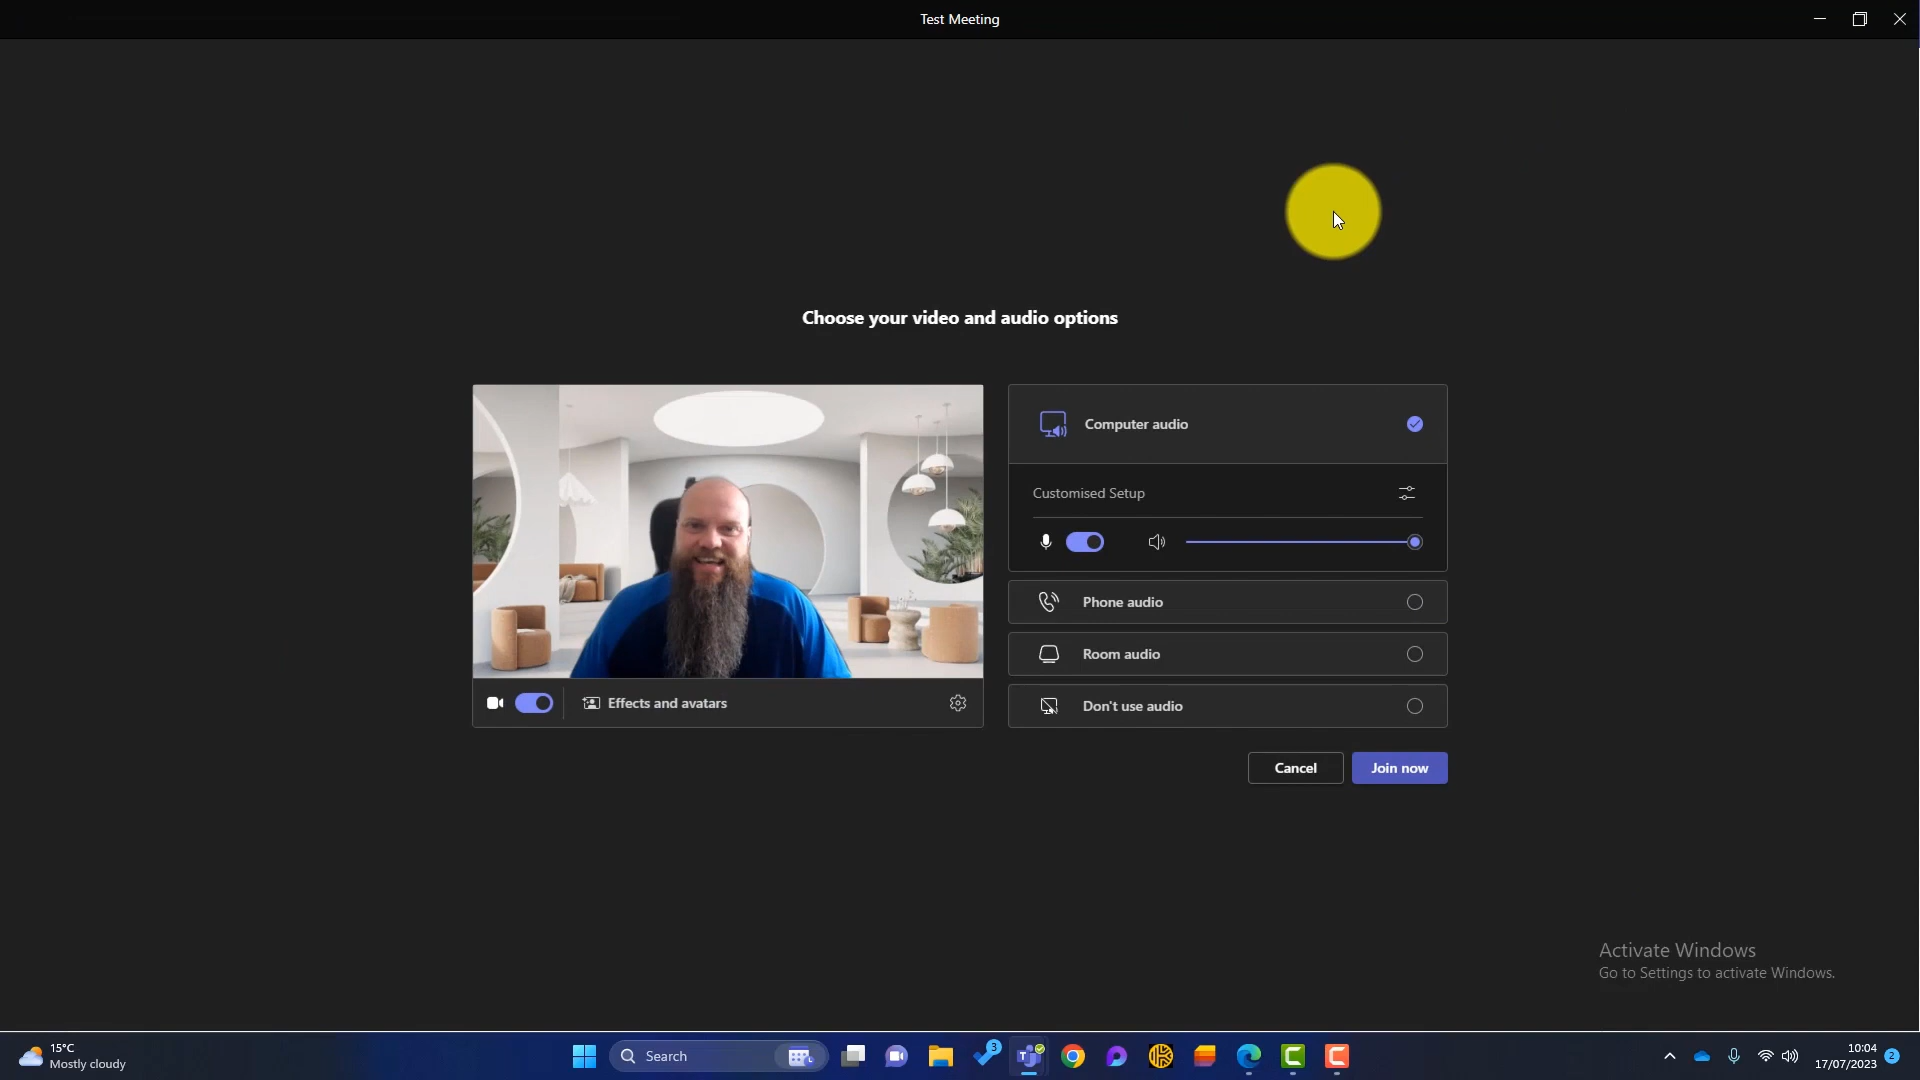 Test Meeting
Choose your video and audio options
Computer audio
Customised Setup
Phone audio
Room audio
Effects and avatars
Don't use audio
Cancel
Join now
Activate Windows
Go to Settings to activate Windows.
15°C
Mostly cloudy
Search
3
10:04
17/07/2023
2